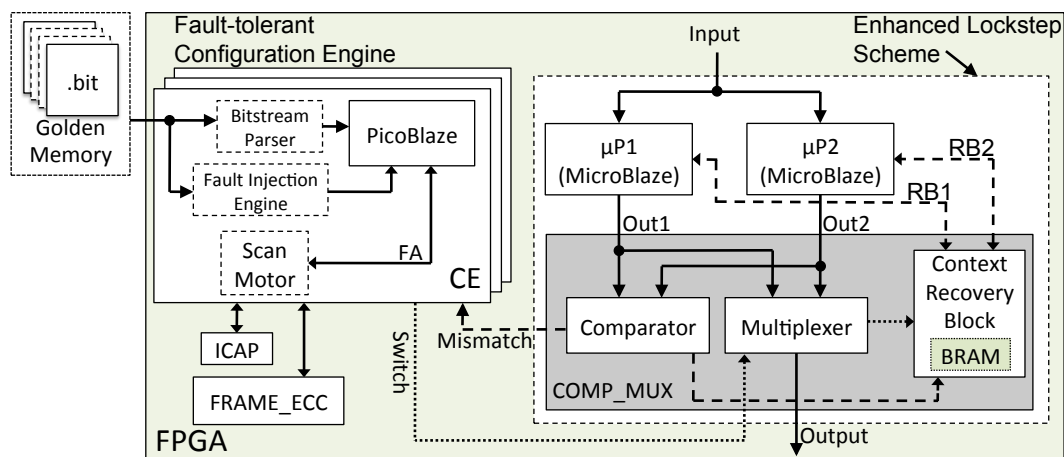 .bit
Golden
Memory
Fault-tolerant
Configuration Engine
Bitstream
Parser
PicoBlaze
Fault Injection
Engine
Scan
Motor
FA
CE
ICAP
FRAME_ECC
FPGA
Switch
Mismatch
Input
Enhanced Lockstep
Scheme
µP1
(MicroBlaze)
µP2
(MicroBlaze)
RB2
RB1
Out1
Out2
Comparator
Multiplexer
Context
Recovery
Block
BRAM
COMP_MUX
Output